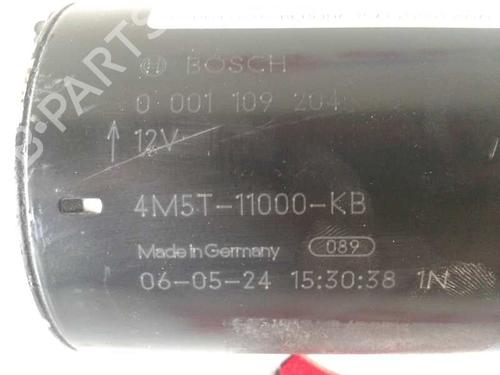 B-PARTS
BOSCH
0 001 109 204
12V
4M5T-11000-KB
Made in Germany 089
06-05-24 15:30:38 1N